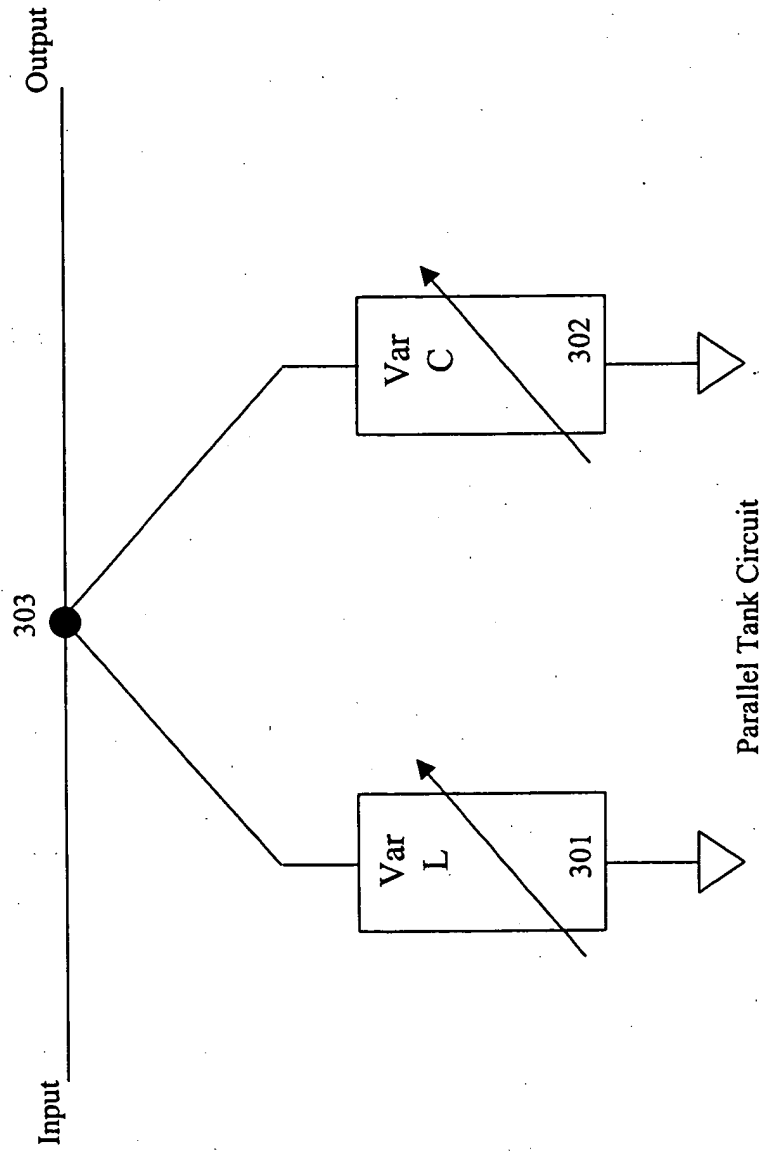 303
Input
Output
Var
L
301
Var
C
302
Parallel Tank Circuit